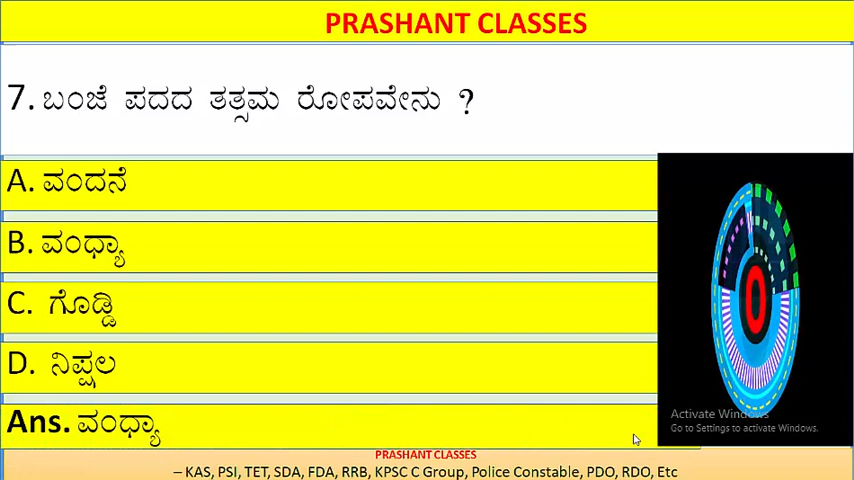 PRASHANT CLASSES
7. ಬಂಜೆ ಪದದ ತತ್ಸಮ ರೋಪವೇನು ?
A. ವಂದನೆ
B. ವಂಧ್ಯಾ
C. ಗೊಡ್ಡಿ
D. ನಿಷ್ಪಲ
Ans. ವಂಧ್ಯಾ
Activate Windows
Go to Settings to activate Windows.
PRASHANT CLASSES
– KAS, PSI, TET, SDA, FDA, RRB, KPSC C Group, Police Constable, PDO, RDO, Etc